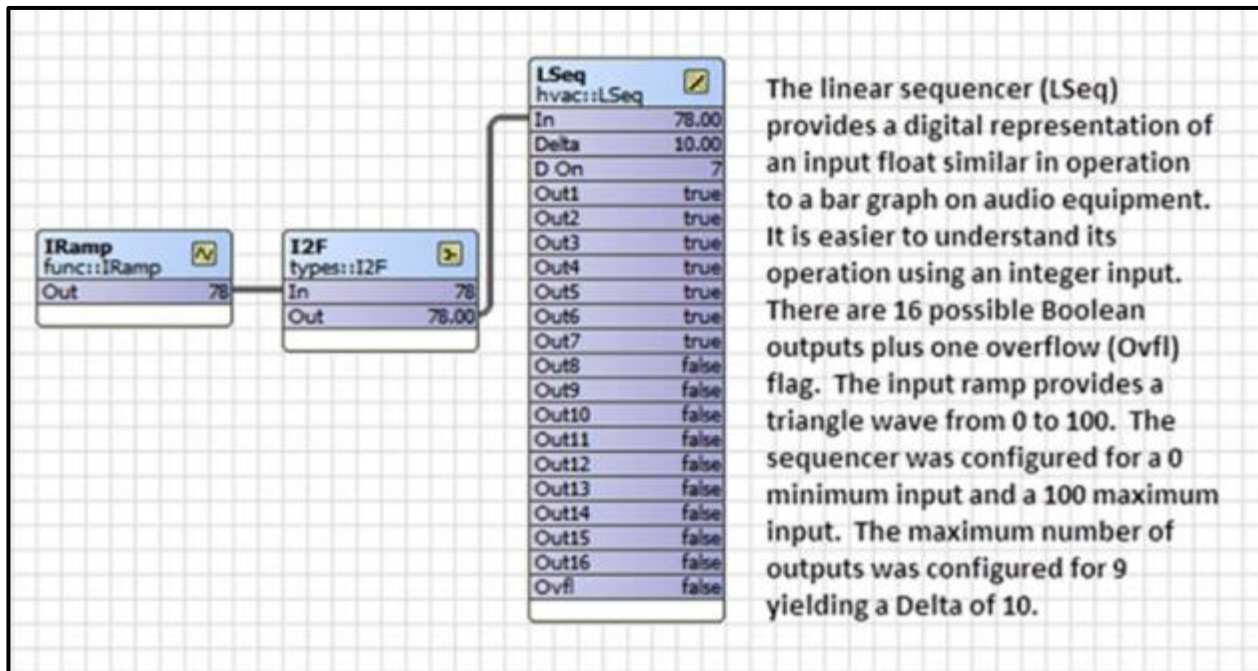 IRamp
func::IRamp
Out 78
I2F
types::I2F
In 78
Out 78.00
LSeq
hvac::LSeq
In 78.00
Delta 10.00
D On 7
Out1 true
Out2 true
Out3 true
Out4 true
Out5 true
Out6 true
Out7 true
Out8 false
Out9 false
Out10 false
Out11 false
Out12 false
Out13 false
Out14 false
Out15 false
Out16 false
Ovfl false
The linear sequencer (LSeq)
provides a digital representation of
an input float similar in operation
to a bar graph on audio equipment.
It is easier to understand its
operation using an integer input.
There are 16 possible Boolean
outputs plus one overflow (Ovfl)
flag. The input ramp provides a
triangle wave from 0 to 100. The
sequencer was configured for a 0
minimum input and a 100 maximum
input. The maximum number of
outputs was configured for 9
yielding a Delta of 10.